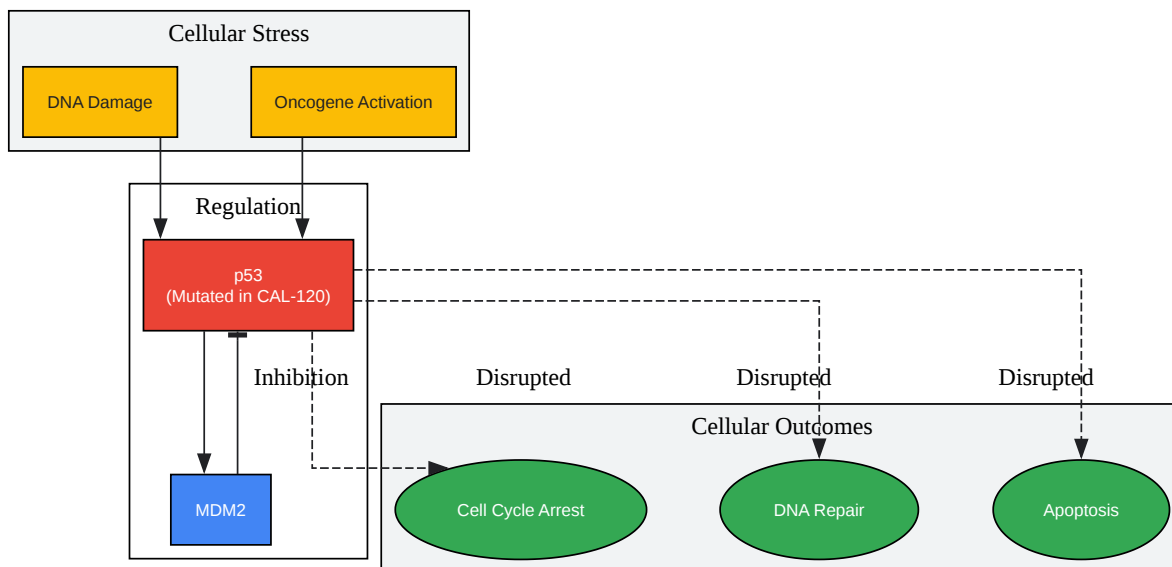 Cellular Stress
DNA Damage
Oncogene Activation
Regulation
p53
(Mutated in CAL-120)
Inhibition
Disrupted
Disrupted
Disrupted
Cellular Outcomes
MDM2
Cell Cycle Arrest
DNA Repair
Apoptosis